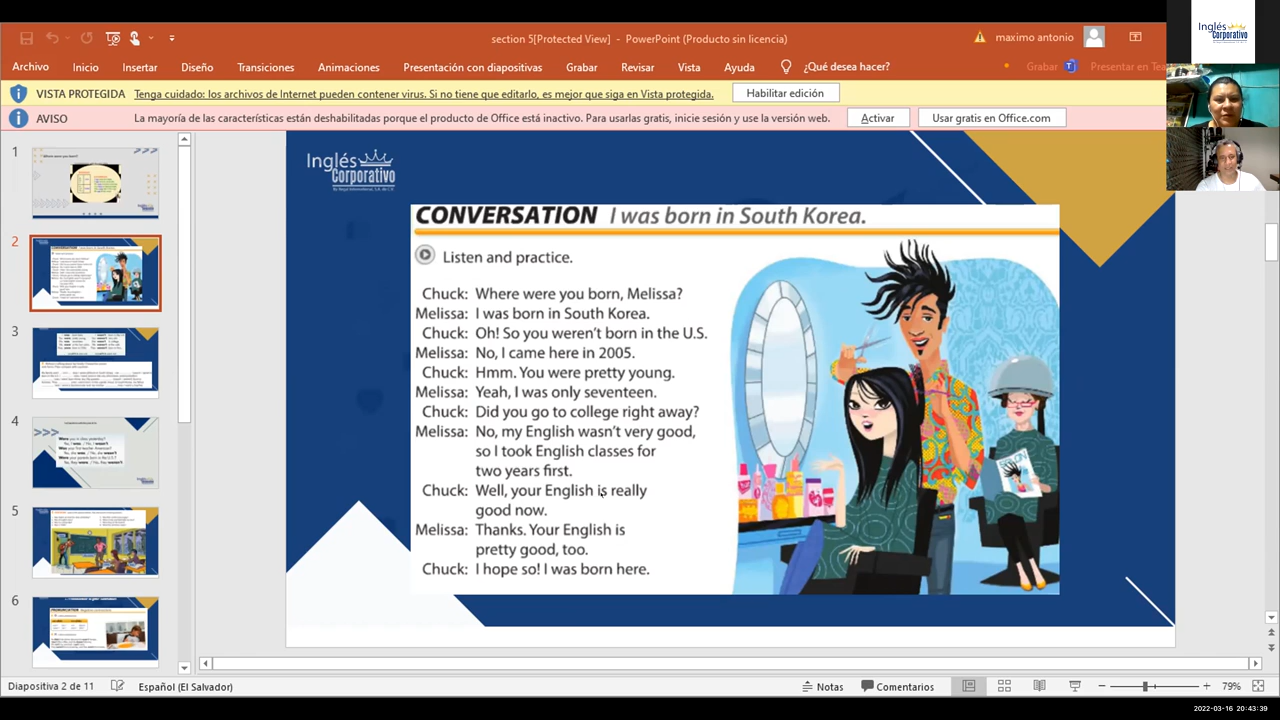 section 5[Protected View] - PowerPoint (Producto sin licencia)
maximo antonio
Archivo Inicio Insertar Diseño Transiciones Animaciones Presentación con diapositivas Grabar Revisar Vista Ayuda ¿Qué desea hacer? Grabar Presentar en
VISTA PROTEGIDA Tenga cuidado: los archivos de Internet pueden contener virus. Si no tiene que editarlo, es mejor que siga en Vista protegida. Habilitar edición
AVISO La mayoría de las características están deshabilitadas porque el producto de Office está inactivo. Para usarlas gratis, inicie sesión y use la versión web. Activar Usar gratis en Office.com
Inglés
Corporativo
1
2
3
4
5
6
Inglés
Corporativo
CONVERSATION I was born in South Korea.
Listen and practice.
Chuck: Where were you born, Melissa?
Melissa: I was born in South Korea.
Chuck: Oh! So you weren't born in the U.S.
Melissa: No, I came here in 2005.
Chuck: Hmm. You were pretty young.
Melissa: Yeah, I was only seventeen.
Chuck: Did you go to college right away?
Melissa: No, my English wasn't very good,
so I took English classes for
two years first.
Chuck: Well, your English is really
good now.
Melissa: Thanks. Your English is
pretty good, too.
Chuck: I hope so! I was born here.
Diapositiva 2 de 11 Español (El Salvador) Notas Comentarios 79%
2022-03-16 20:43:39